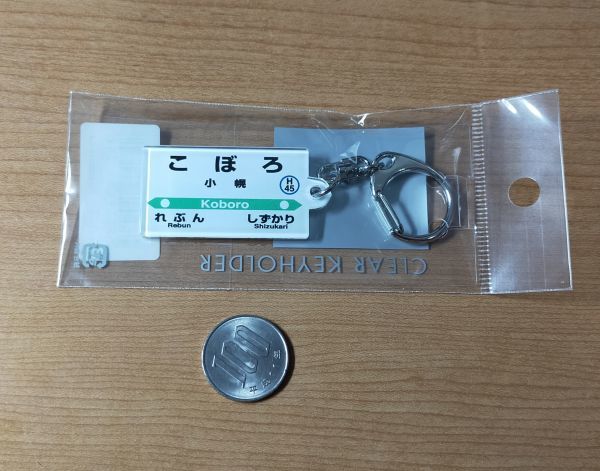 こぼろ
小幌
H
45
Koboro
れぶん しずかり
Rebun Shizukari
CLEAR KEYHOLDER
100